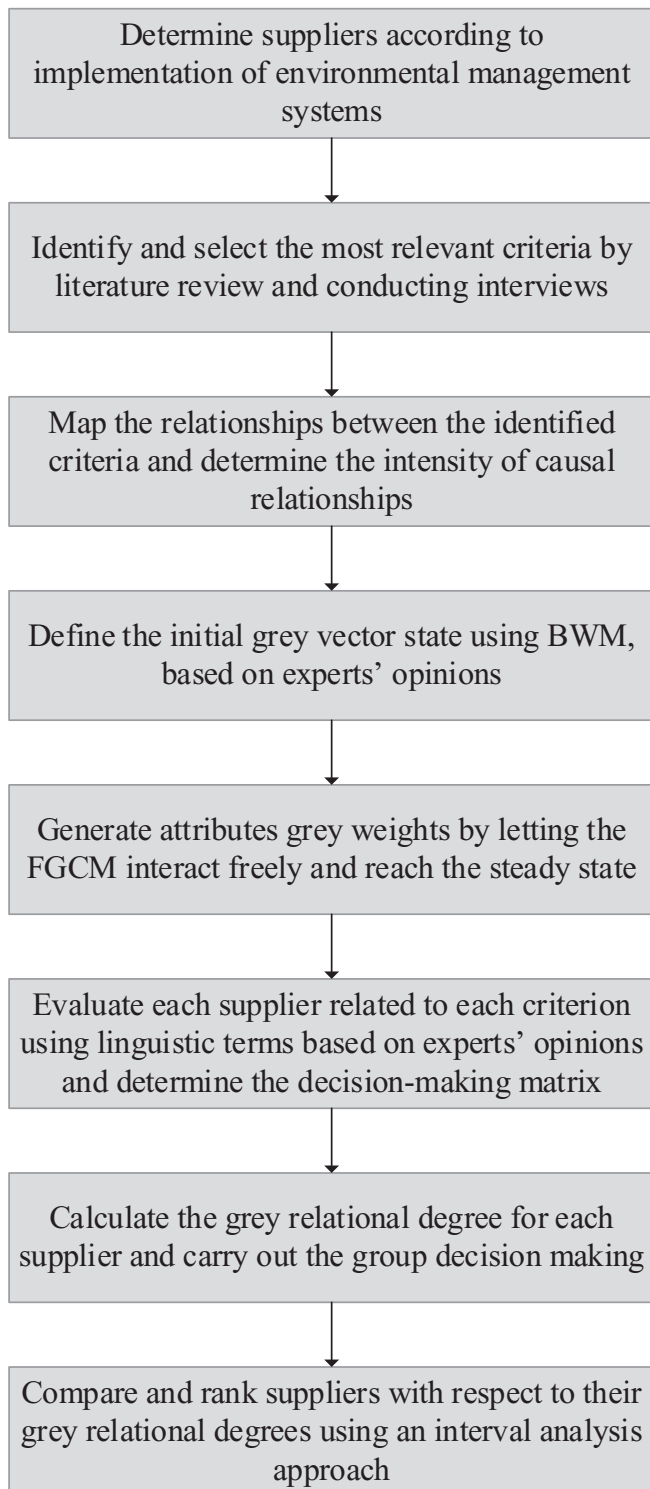 Determine suppliers according to
implementation of environmental management
systems
Identify and select the most relevant criteria by
literature review and conducting interviews
Map the relationships between the identified
criteria and determine the intensity of causal
relationships
Define the initial grey vector state using BWM,
based on experts’ opinions
Generate attributes grey weights by letting the
FGCM interact freely and reach the steady state
Evaluate each supplier related to each criterion
using linguistic terms based on experts’ opinions
and determine the decision-making matrix
Calculate the grey relational degree for each
supplier and carry out the group decision making
Compare and rank suppliers with respect to their
grey relational degrees using an interval analysis
approach